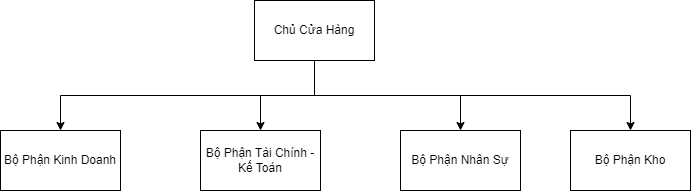 Chủ Cửa Hàng
Bộ Phận Kinh Doanh
Bộ Phận Tài Chính -
Kế Toán
Bộ Phận Nhân Sự
Bộ Phận Kho